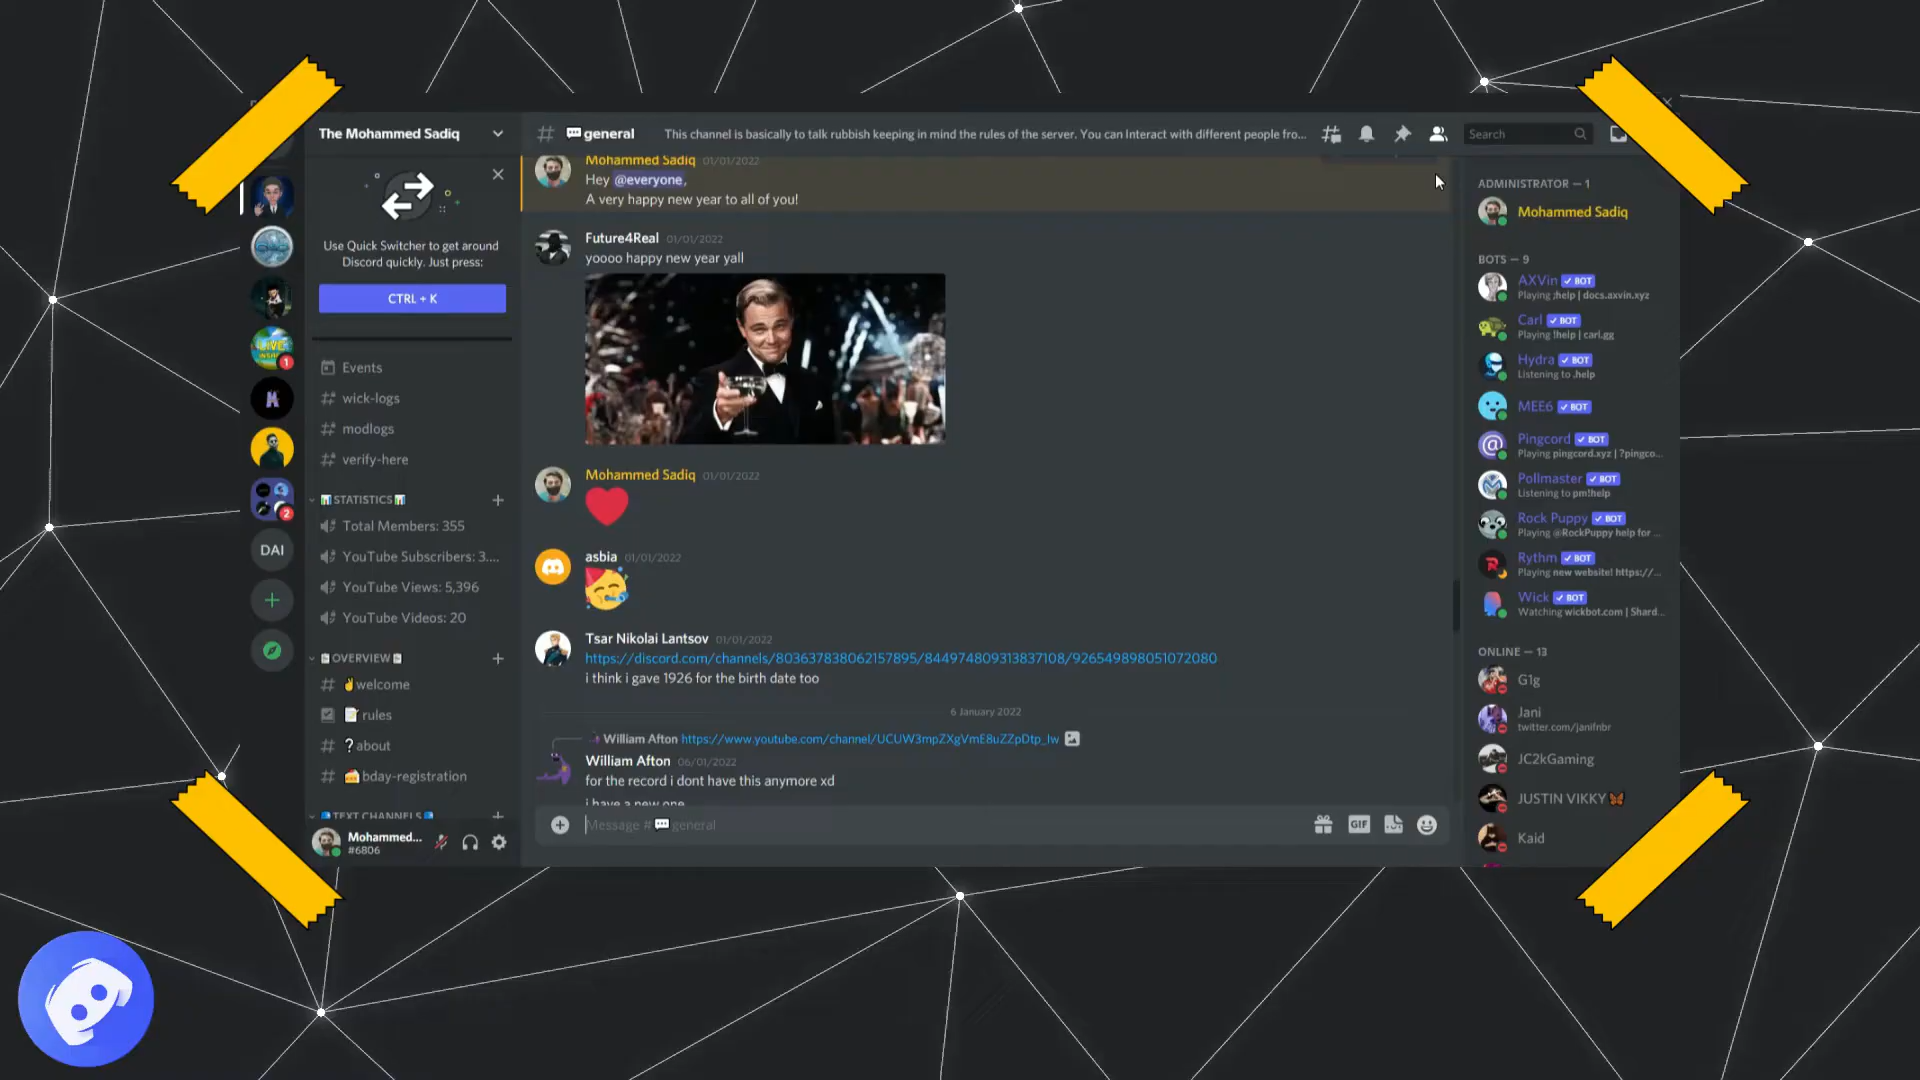 The Mohammed Sadiq
Use Quick Switcher to get around
Discord quickly. Just press:
CTRL + K
Events
wick-logs
modlogs
verify-here
STATISTICS
Total Members: 355
YouTube Subscribers: 3....
YouTube Views: 5,396
YouTube Videos: 20
OVERVIEW
welcome
rules
about
bday-registration
TEXT CHANNELS
Mohammed...
#6806
DAI
1
2
general
This channel is basically to talk rubbish keeping in mind the rules of the server. You can Interact with different people fro...
Search
Mohammed Sadiq 01/01/2022
Hey @everyone,
A very happy new year to all of you!
Future4Real 01/01/2022
yoooo happy new year yall
Mohammed Sadiq 01/01/2022
asbia 01/01/2022
Tsar Nikolai Lantsov 01/01/2022
https://discord.com/channels/803637838062157895/844974809313837108/926549898051072080
i think i gave 1926 for the birth date too
6 January 2022
William Afton https://www.youtube.com/channel/UCUW3mpZXgVmE8uZZpDtp_Iw
William Afton 06/01/2022
for the record i dont have this anymore xd
i have a new one
Message # general
GIF
ADMINISTRATOR — 1
Mohammed Sadiq
BOTS — 9
AXVin BOT
Playing ;help | docs.axvin.xyz
Carl BOT
Playing !help | carl.gg
Hydra BOT
Listening to .help
MEE6 BOT
Pingcord BOT
Playing pingcord.xyz | ?pingco...
Pollmaster BOT
Listening to pm!help
Rock Puppy BOT
Playing @RockPuppy help for ...
Rythm BOT
Playing new website! https://...
Wick BOT
Watching wickbot.com | Shard...
ONLINE — 13
G1g
Jani
twitter.com/janifnbr
JC2kGaming
JUSTIN VIKKY
Kaid